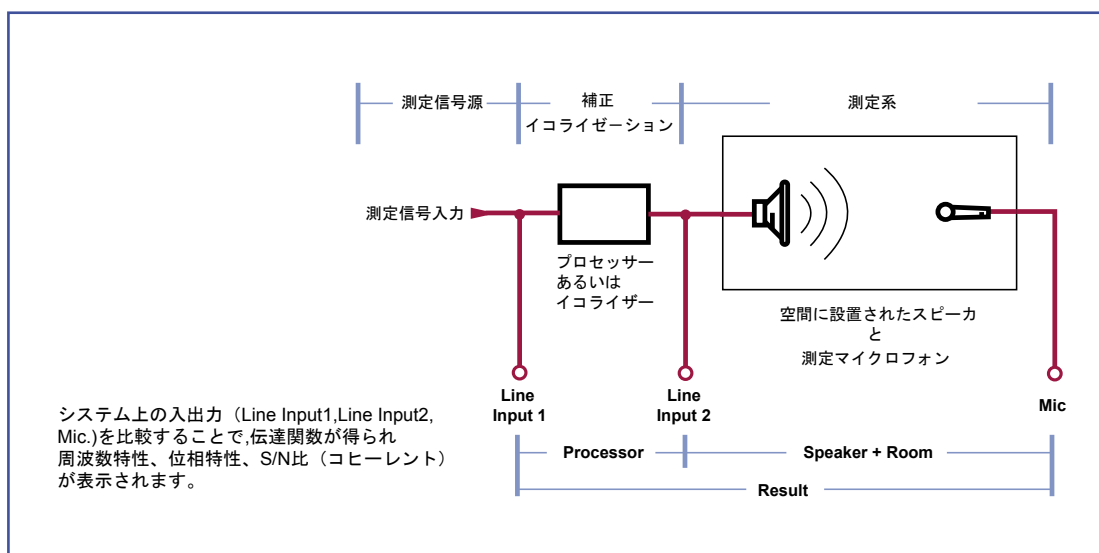 測定信号源
補正
イコライゼーション
測定系
測定信号入力
プロセッサー
あるいは
イコライザー
空間に設置されたスピーカ
と
測定マイクロフォン
Line
Input 1
Line
Input 2
Mic
システム上の入出力（Line Input1,Line Input2,
Mic.)を比較することで,伝達関数が得られ
周波数特性、位相特性、S/N比（コヒーレント）
が表示されます。
Processor
Speaker + Room
Result